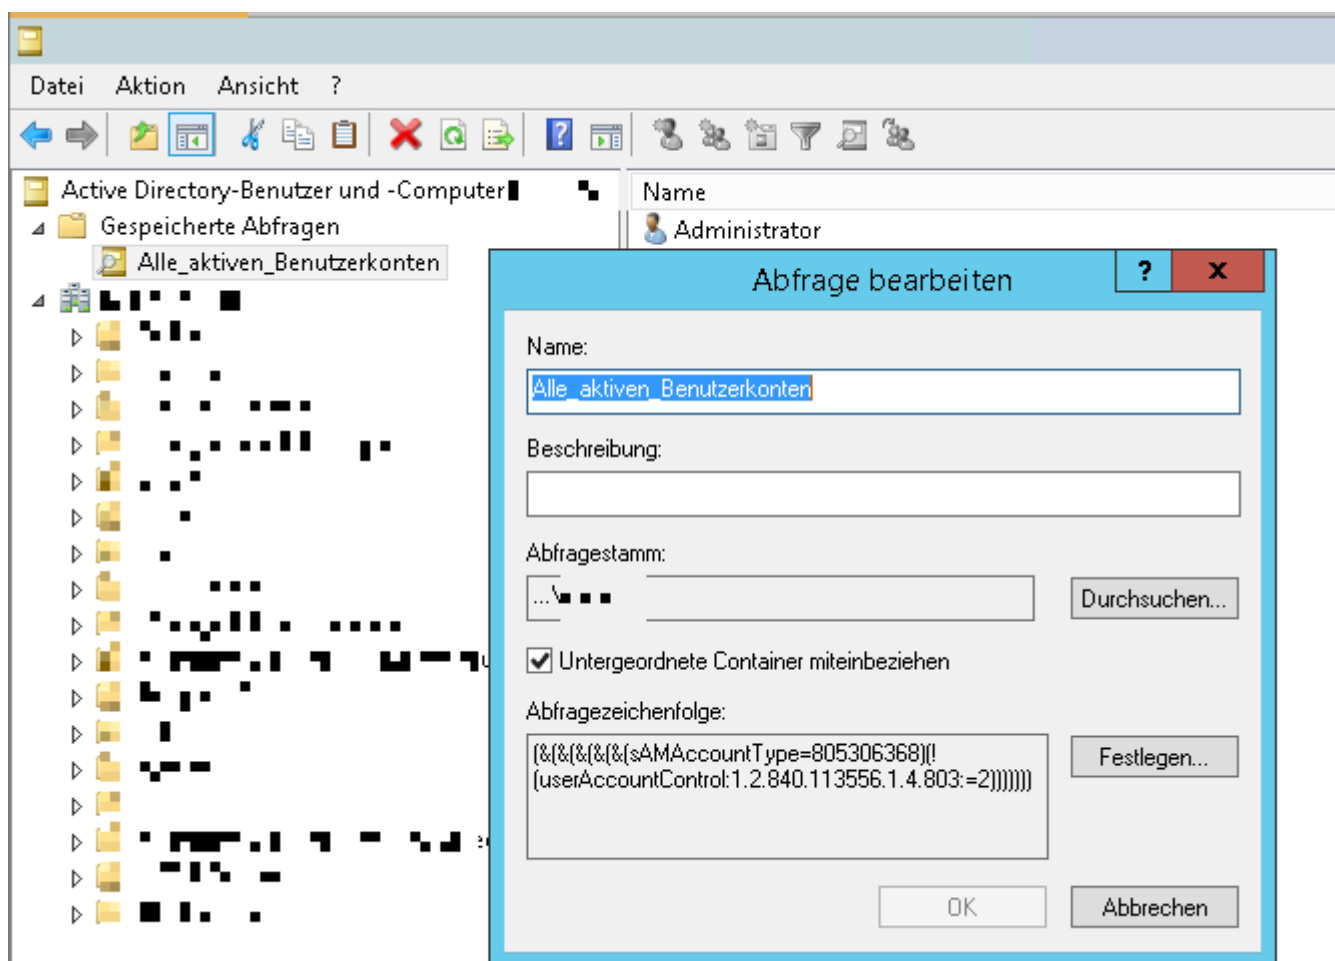 Datei Aktion Ansicht ?
Active Directory-Benutzer und -Computer
Name
Gespeicherte Abfragen
Administrator
Alle_aktiven_Benutzerkonten
Abfrage bearbeiten
? x
Name:
Alle_aktiven_Benutzerkonten
Beschreibung:
Abfragestamm:
...\
Durchsuchen...
Untergeordnete Container miteinbeziehen
Abfragezeichenfolge:
(&(&(&(&(&(sAMAccountType=805306368)(!
(userAccountControl:1.2.840.113556.1.4.803:=2)))))))
Festlegen...
OK
Abbrechen